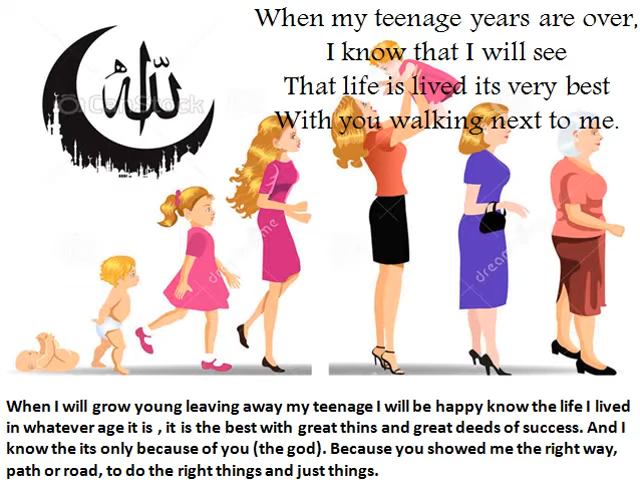 When my teenage years are over,
I know that I will see
That life is lived its very best
With you walking next to me.
الله
When I will grow young leaving away my teenage I will be happy know the life I lived
in whatever age it is , it is the best with great thins and great deeds of success. And I
know the its only because of you (the god). Because you showed me the right way,
path or road, to do the right things and just things.